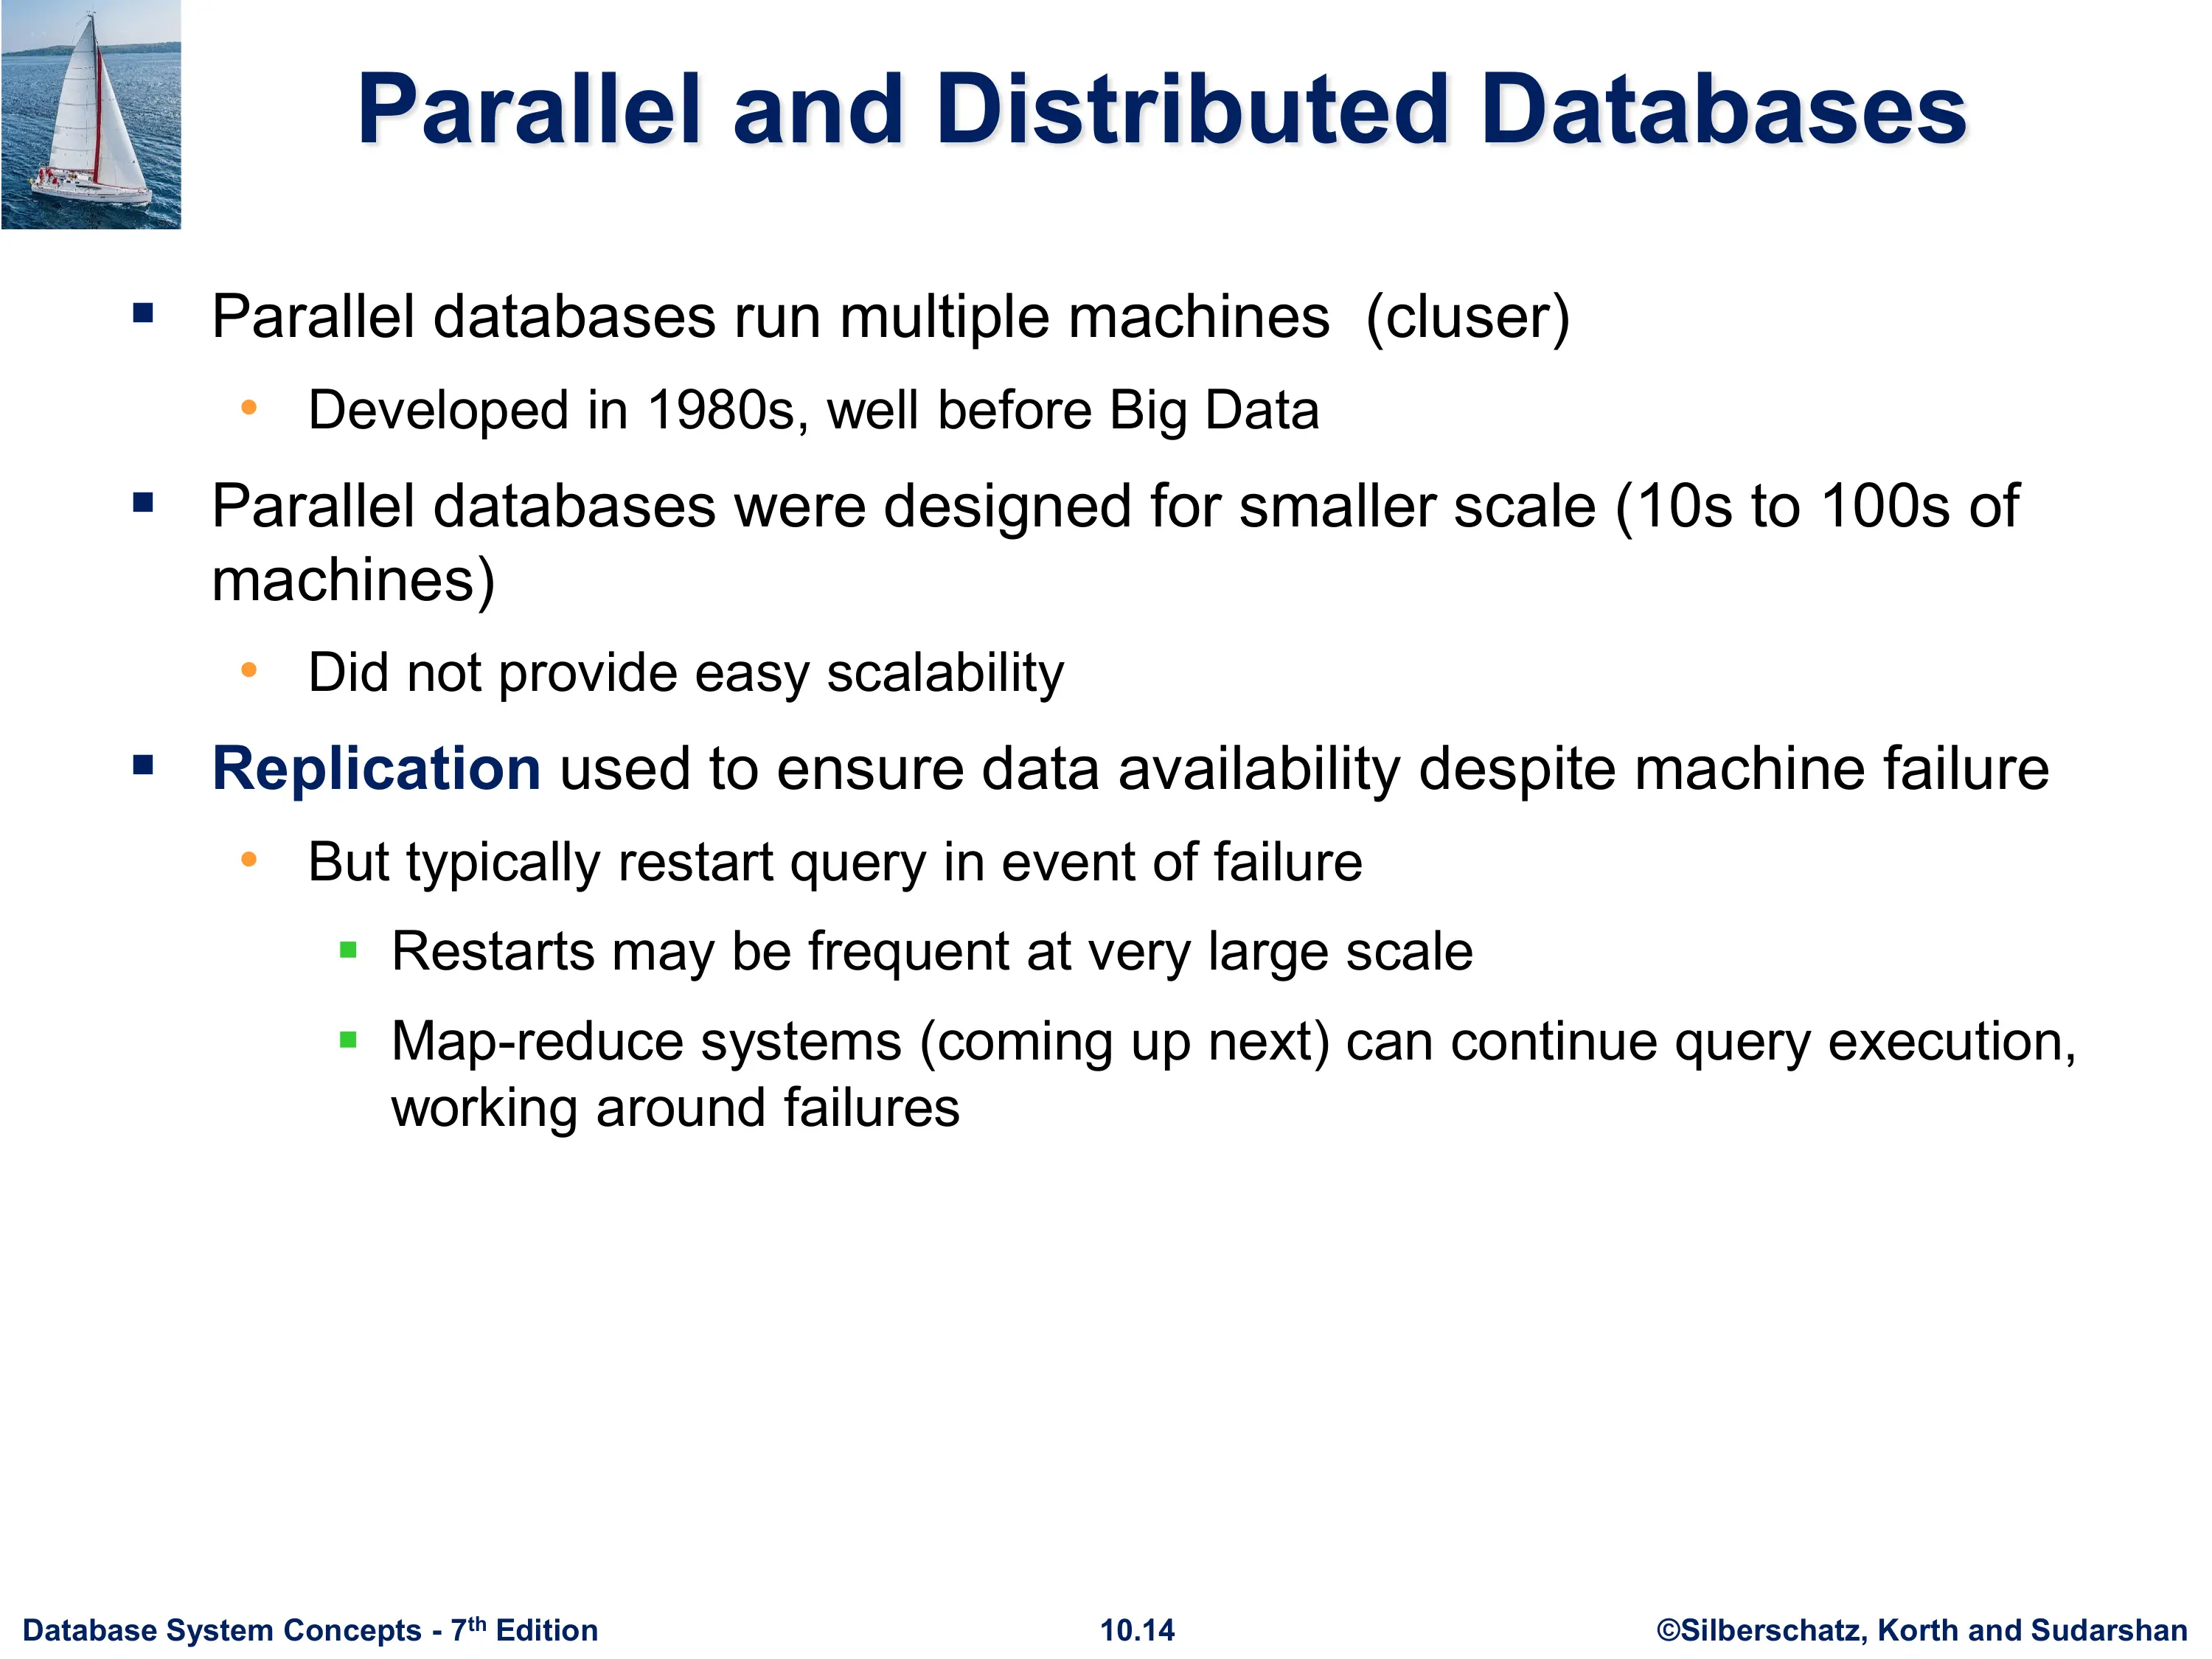 Parallel and Distributed Databases
▪ Parallel databases run multiple machines  (cluser)
• Developed in 1980s, well before Big Data
▪ Parallel databases were designed for smaller scale (10s to 100s of
machines)
• Did not provide easy scalability
▪ Replication used to ensure data availability despite machine failure
• But typically restart query in event of failure
▪ Restarts may be frequent at very large scale
▪ Map-reduce systems (coming up next) can continue query execution,
working around failures
Database System Concepts - 7th Edition
10.14
©Silberschatz, Korth and Sudarshan